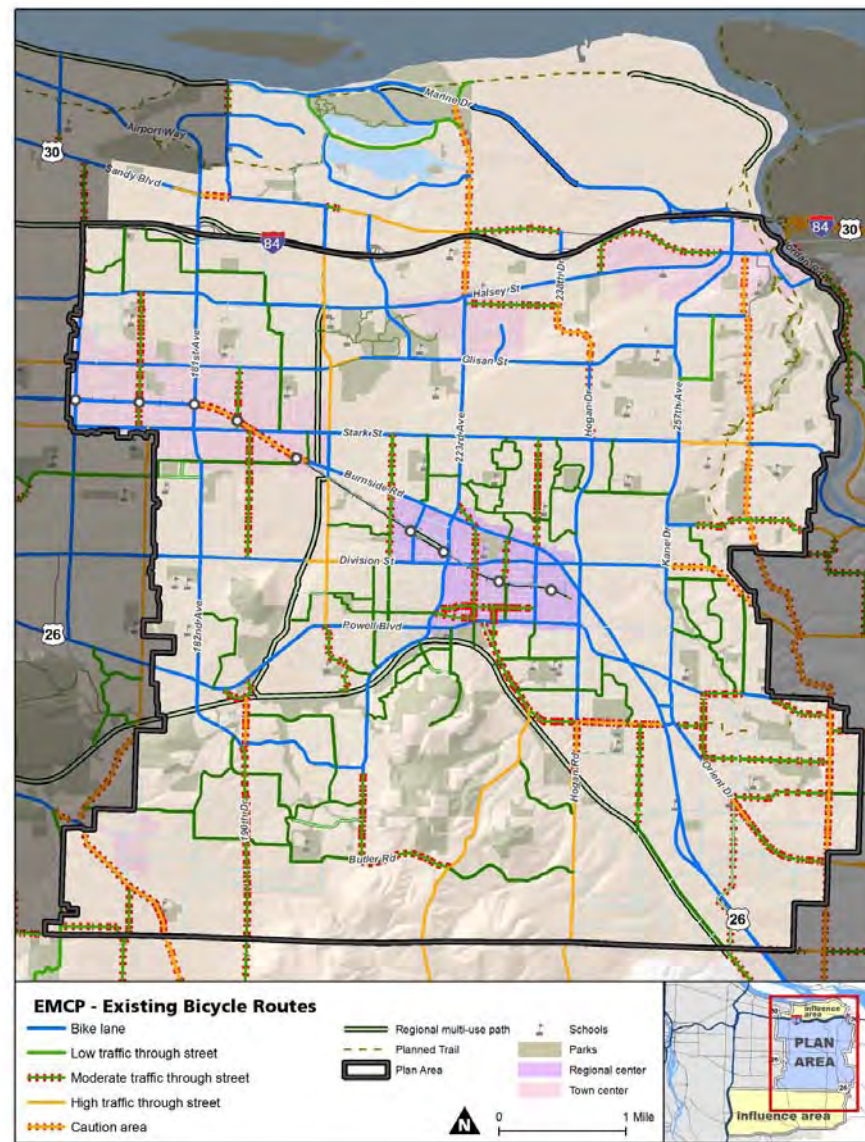 Marine Dr
Airport Way
30
Sandy Blvd
84
84
30
Halsey St
238th Dr
181st Ave
Glisan St
223rd Ave
Hogan Dr
257th Ave
Stark St
Burnside Rd
Division St
Kane Dr
26
182nd Ave
Powell Blvd
Orient Dr
Hogan Rd
190th Dr
Butler Rd
26
EMCP - Existing Bicycle Routes
Bike lane
Low traffic through street
Moderate traffic through street
High traffic through street
Caution area
Regional multi-use path
Planned Trail
Plan Area
Schools
Parks
Regional center
Town center
N
0 1 Mile
Influence area
PLAN
AREA
26
Influence area